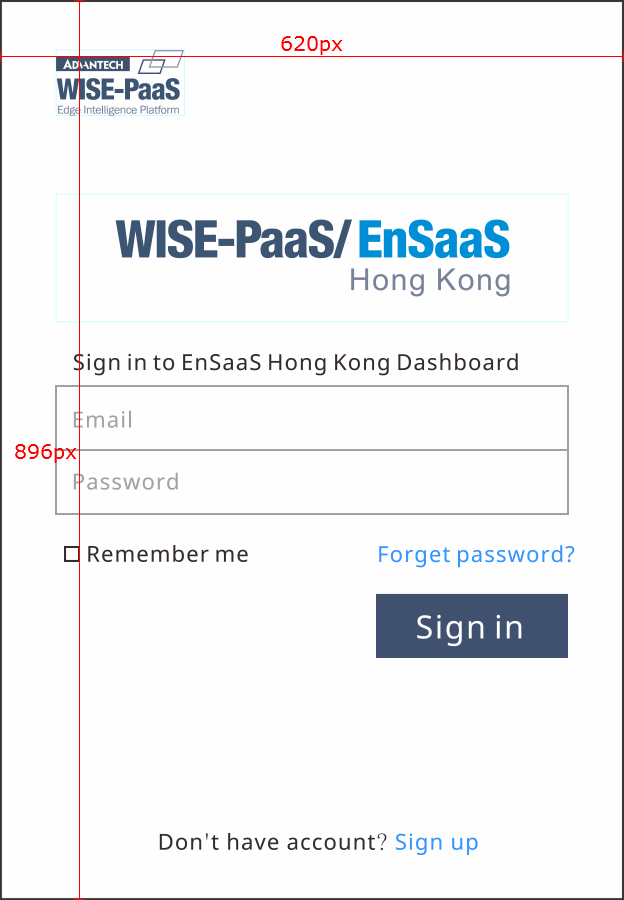 620px
ADVANTECH
WISE-PaaS
Edge Intelligence Platform
WISE-PaaS/ EnSaaS
Hong Kong
Sign in to EnSaaS Hong Kong Dashboard
Email
896px
Password
Remember me Forget password?
Sign in
Don't have account? Sign up